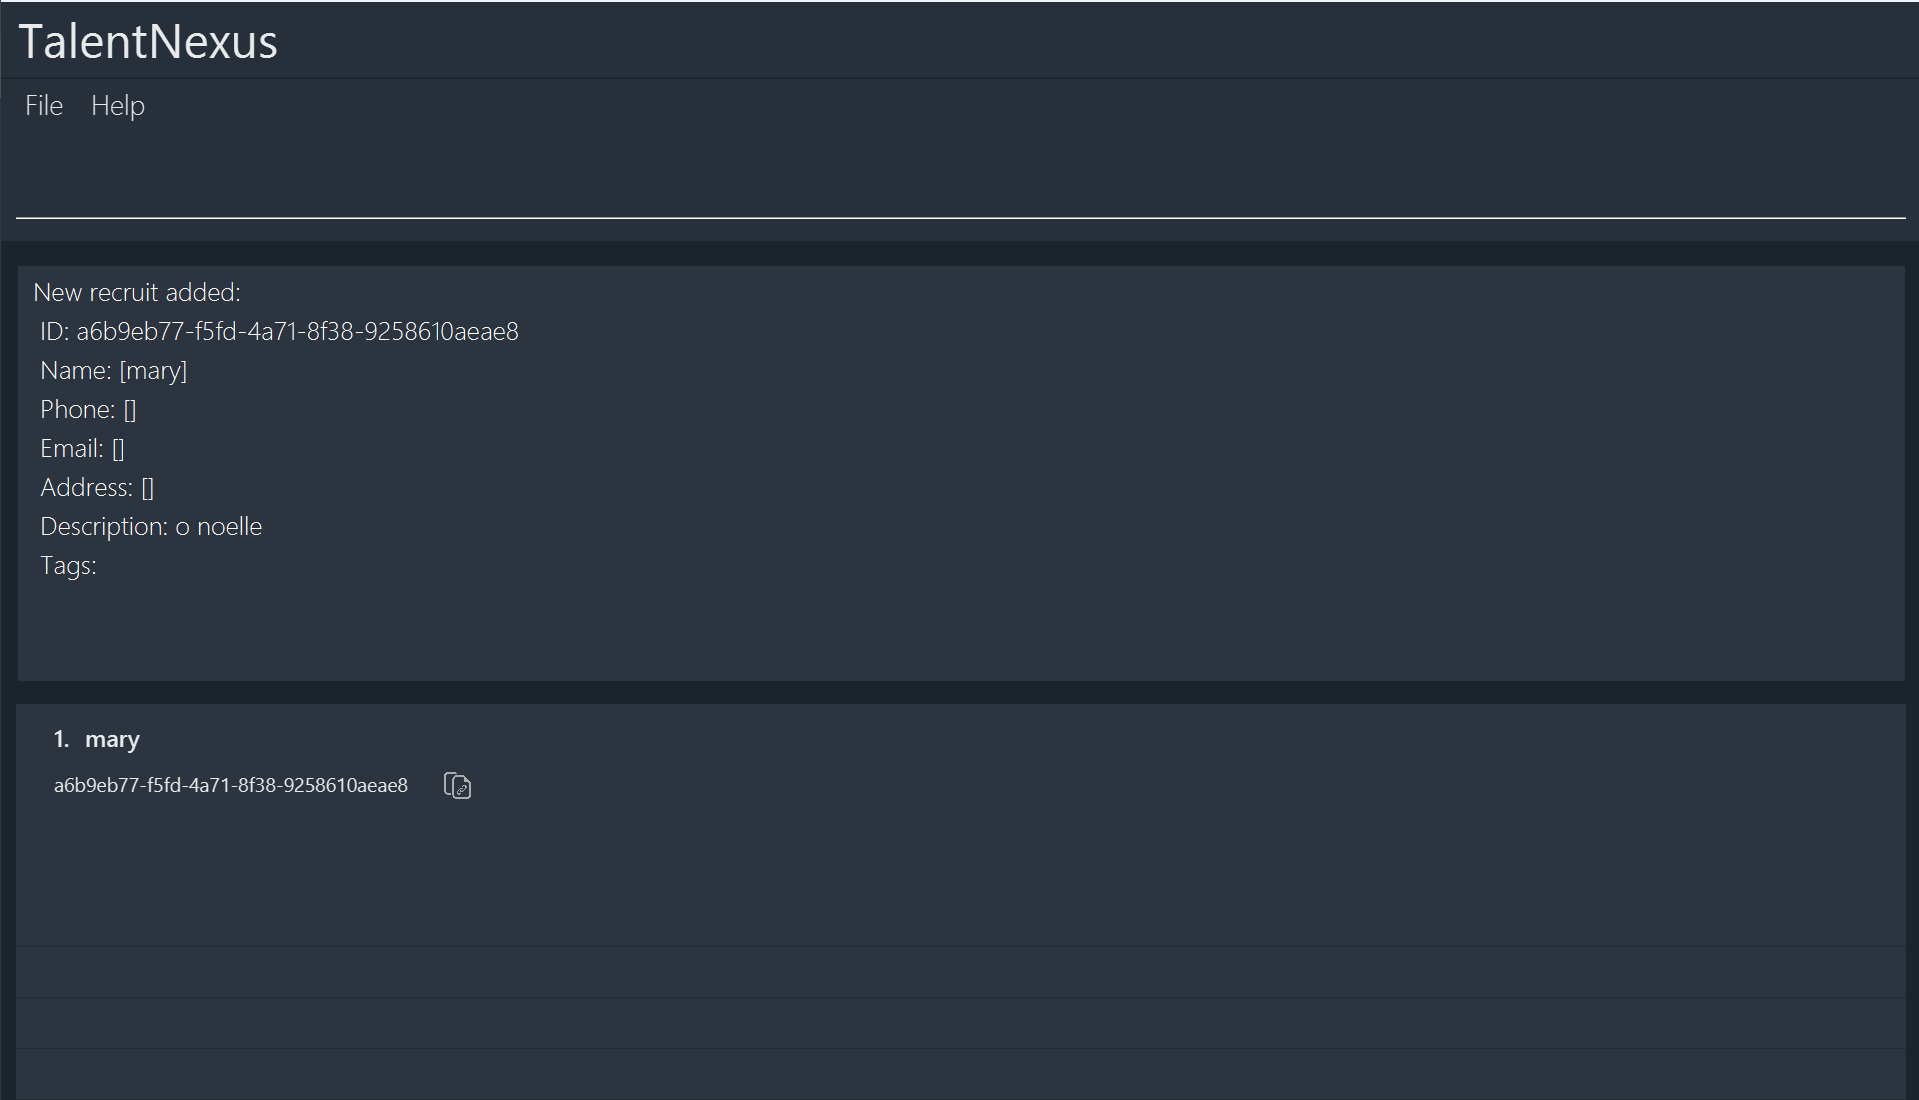 TalentNexus
File Help
New recruit added:
ID: a6b9eb77-f5fd-4a71-8f38-9258610aeae8
Name: [mary]
Phone: []
Email: []
Address: []
Description: o noelle
Tags:
1. mary
a6b9eb77-f5fd-4a71-8f38-9258610aeae8